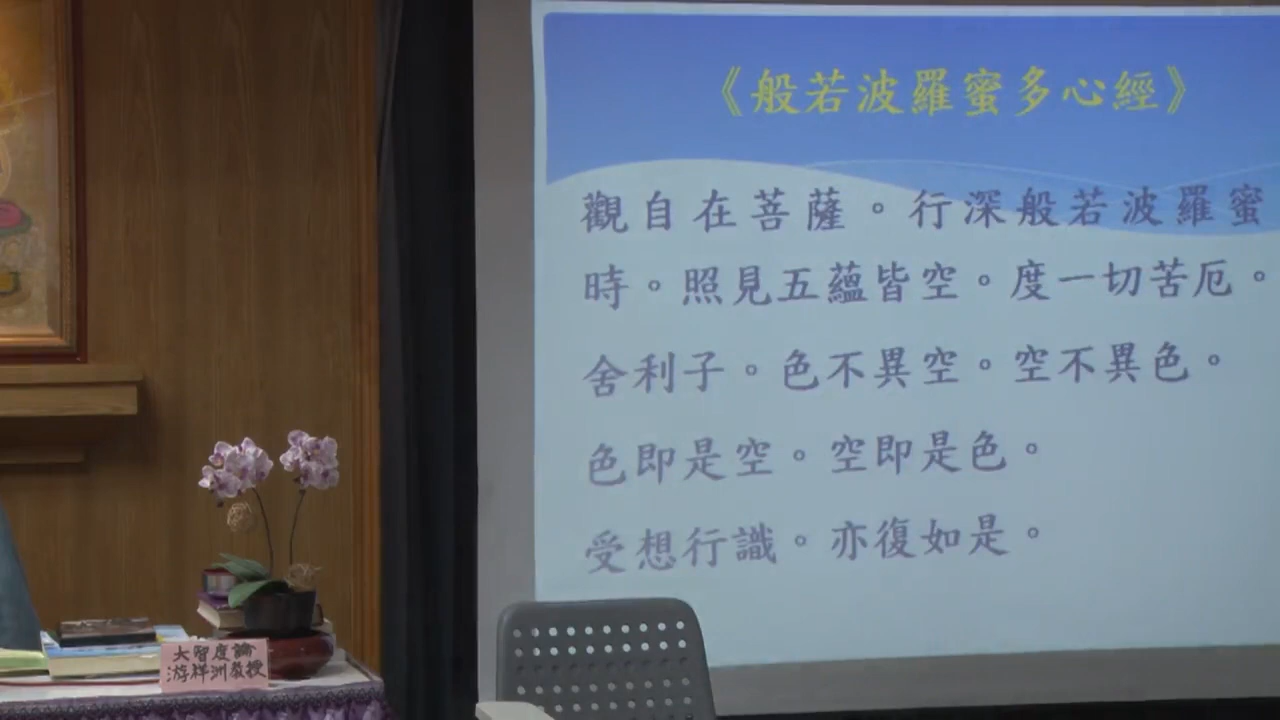 《般若波羅蜜多心經》
觀自在菩薩。行深般若波羅蜜
時。照見五蘊皆空。度一切苦厄。
舍利子。色不異空。空不異色。
色即是空。空即是色。
受想行識。亦復如是。
大智度論
游祥洲教授